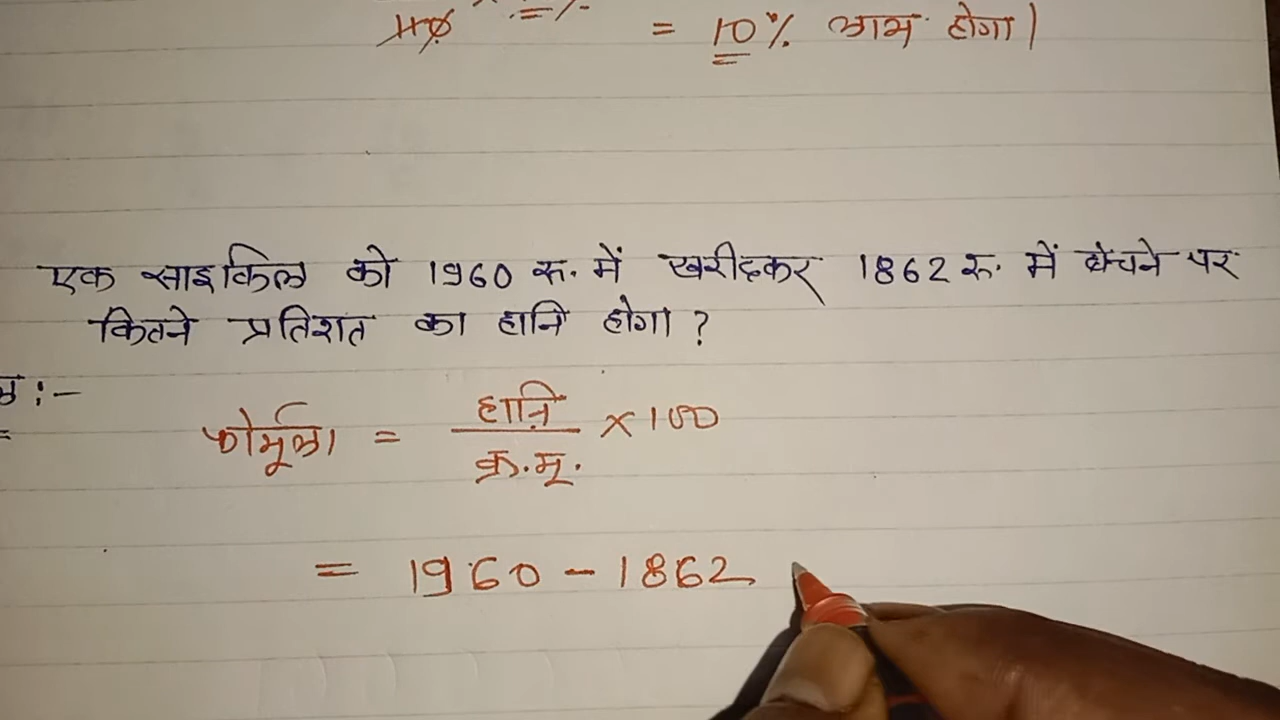 = 10% लाभ होगा।
एक साइकिल को 1960 रु. में खरीदकर 1862 रु. में बेचने पर
कितने प्रतिशत का हानि होगा ?
:-
फोर्मूला = हानि / क्र.मू. × 100
= 1960 - 1862